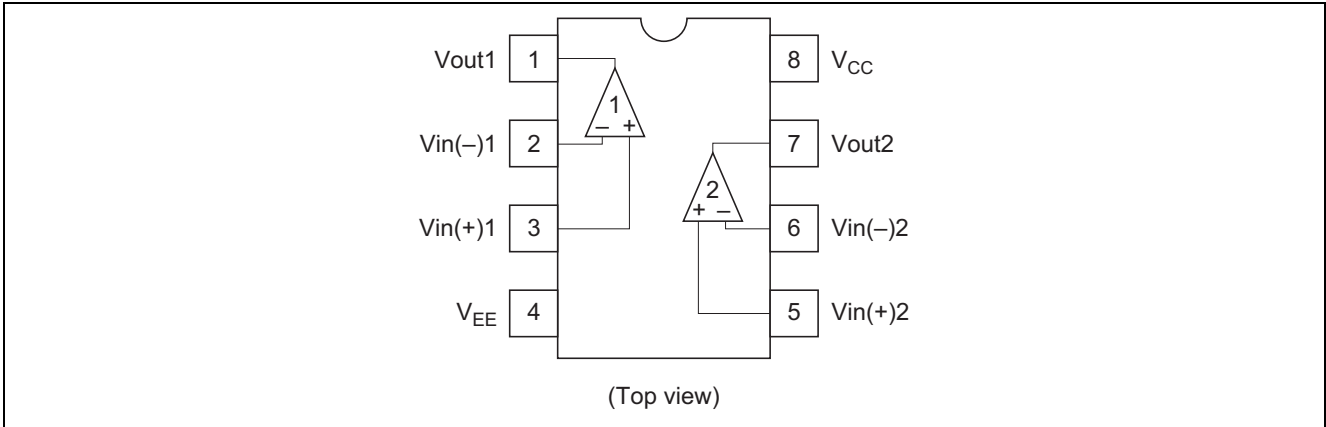 Vout1 1 8 VCC
1
– +
Vin(–)1 2 7 Vout2
2
+ –
Vin(+)1 3 6 Vin(–)2
VEE 4 5 Vin(+)2
(Top view)